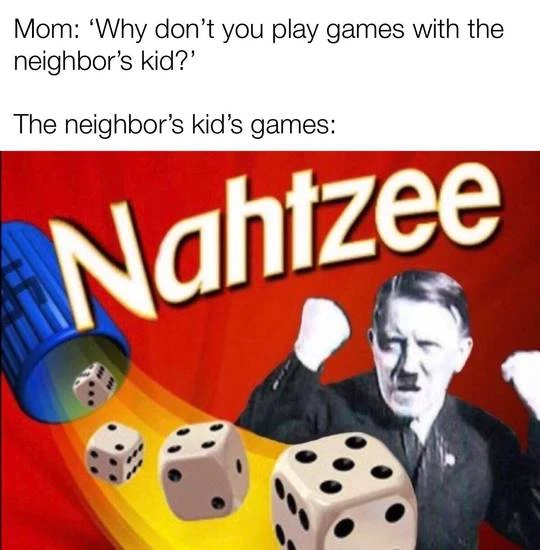 Mom: ‘Why don’t you play games with the
neighbor’s kid?’
The neighbor’s kid’s games:
Nahtzee